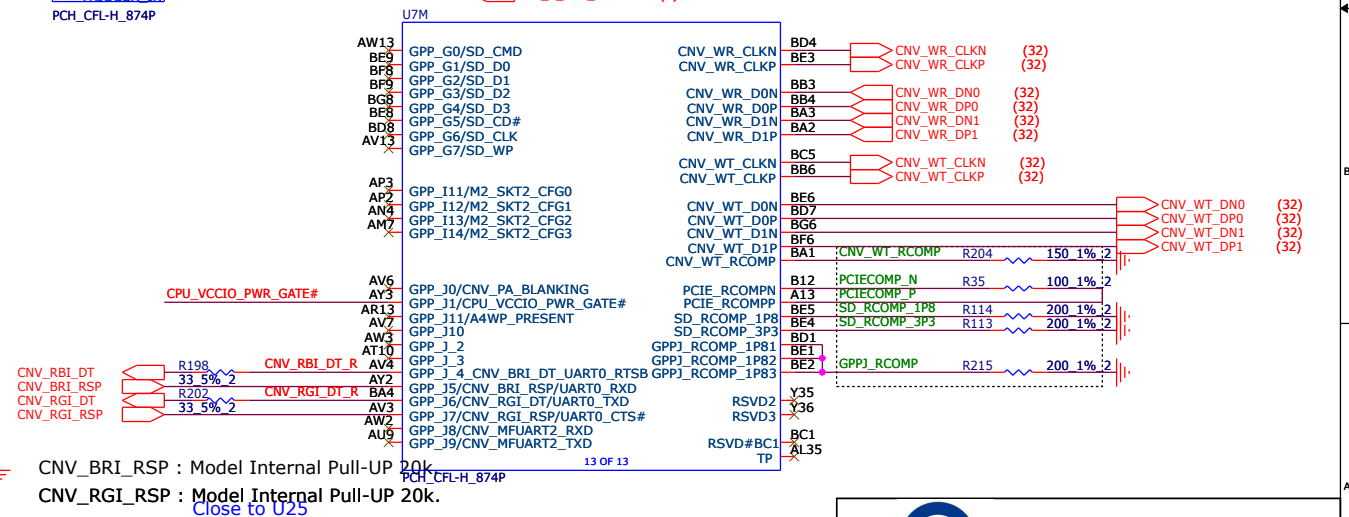 PCH_CFL-H_874P
U7M
AW13 GPP_G0/SD_CMD
BE9 GPP_G1/SD_D0
BF8 GPP_G2/SD_D1
BF9 GPP_G3/SD_D2
BG8 GPP_G4/SD_D3
BE8 GPP_G5/SD_CD#
BD8 GPP_G6/SD_CLK
AV13 GPP_G7/SD_WP
AP3 GPP_I11/M2_SKT2_CFG0
AP2 GPP_I12/M2_SKT2_CFG1
AN4 GPP_I13/M2_SKT2_CFG2
AM7 GPP_I14/M2_SKT2_CFG3
AV6 GPP_J0/CNV_PA_BLANKING
CPU_VCCIO_PWR_GATE# AY3 GPP_J1/CPU_VCCIO_PWR_GATE#
AR13 GPP_J11/A4WP_PRESENT
AV7 GPP_J10
AW3 GPP_J_2
AT10 GPP_J_3
CNV_RBI_DT R198 CNV_RBI_DT_R AV4 GPP_J_4_CNV_BRI_DT_UART0_RTSB
CNV_BRI_RSP 33_5%_2 AY2 GPP_J5/CNV_BRI_RSP/UART0_RXD
CNV_RGI_DT R202 CNV_RGI_DT_R BA4 GPP_J6/CNV_RGI_DT/UART0_TXD
CNV_RGI_RSP 33_5%_2 AV3 GPP_J7/CNV_RGI_RSP/UART0_CTS#
AW2 GPP_J8/CNV_MFUART2_RXD
AU9 GPP_J9/CNV_MFUART2_TXD
CNV_WR_CLKN BD4 CNV_WR_CLKN (32)
CNV_WR_CLKP BE3 CNV_WR_CLKP (32)
CNV_WR_D0N BB3 CNV_WR_DN0 (32)
CNV_WR_D0P BB4 CNV_WR_DP0 (32)
CNV_WR_D1N BA3 CNV_WR_DN1 (32)
CNV_WR_D1P BA2 CNV_WR_DP1 (32)
CNV_WT_CLKN BC5 CNV_WT_CLKN (32)
CNV_WT_CLKP BB6 CNV_WT_CLKP (32)
CNV_WT_D0N BE6 CNV_WT_DN0 (32)
CNV_WT_D0P BD7 CNV_WT_DP0 (32)
CNV_WT_D1N BG6 CNV_WT_DN1 (32)
CNV_WT_D1P BF6 CNV_WT_DP1 (32)
CNV_WT_RCOMP BA1 CNV_WT_RCOMP R204 150_1%_2
PCIE_RCOMPN B12 PCIECOMP_N R35 100_1%_2
PCIE_RCOMPP A13 PCIECOMP_P
SD_RCOMP_1P8 BE5 SD_RCOMP_1P8 R114 200_1%_2
SD_RCOMP_3P3 BE4 SD_RCOMP_3P3 R113 200_1%_2
GPPJ_RCOMP_1P81 BD1
GPPJ_RCOMP_1P82 BE1
GPPJ_RCOMP_1P83 BE2 GPPJ_RCOMP R215 200_1%_2
RSVD2 Y35
RSVD3 Y36
RSVD#BC1 BC1
TP AL35
13 OF 13
PCH_CFL-H_874P
CNV_BRI_RSP : Model Internal Pull-UP 20k.
CNV_RGI_RSP : Model Internal Pull-UP 20k.
Close to U25
B
A